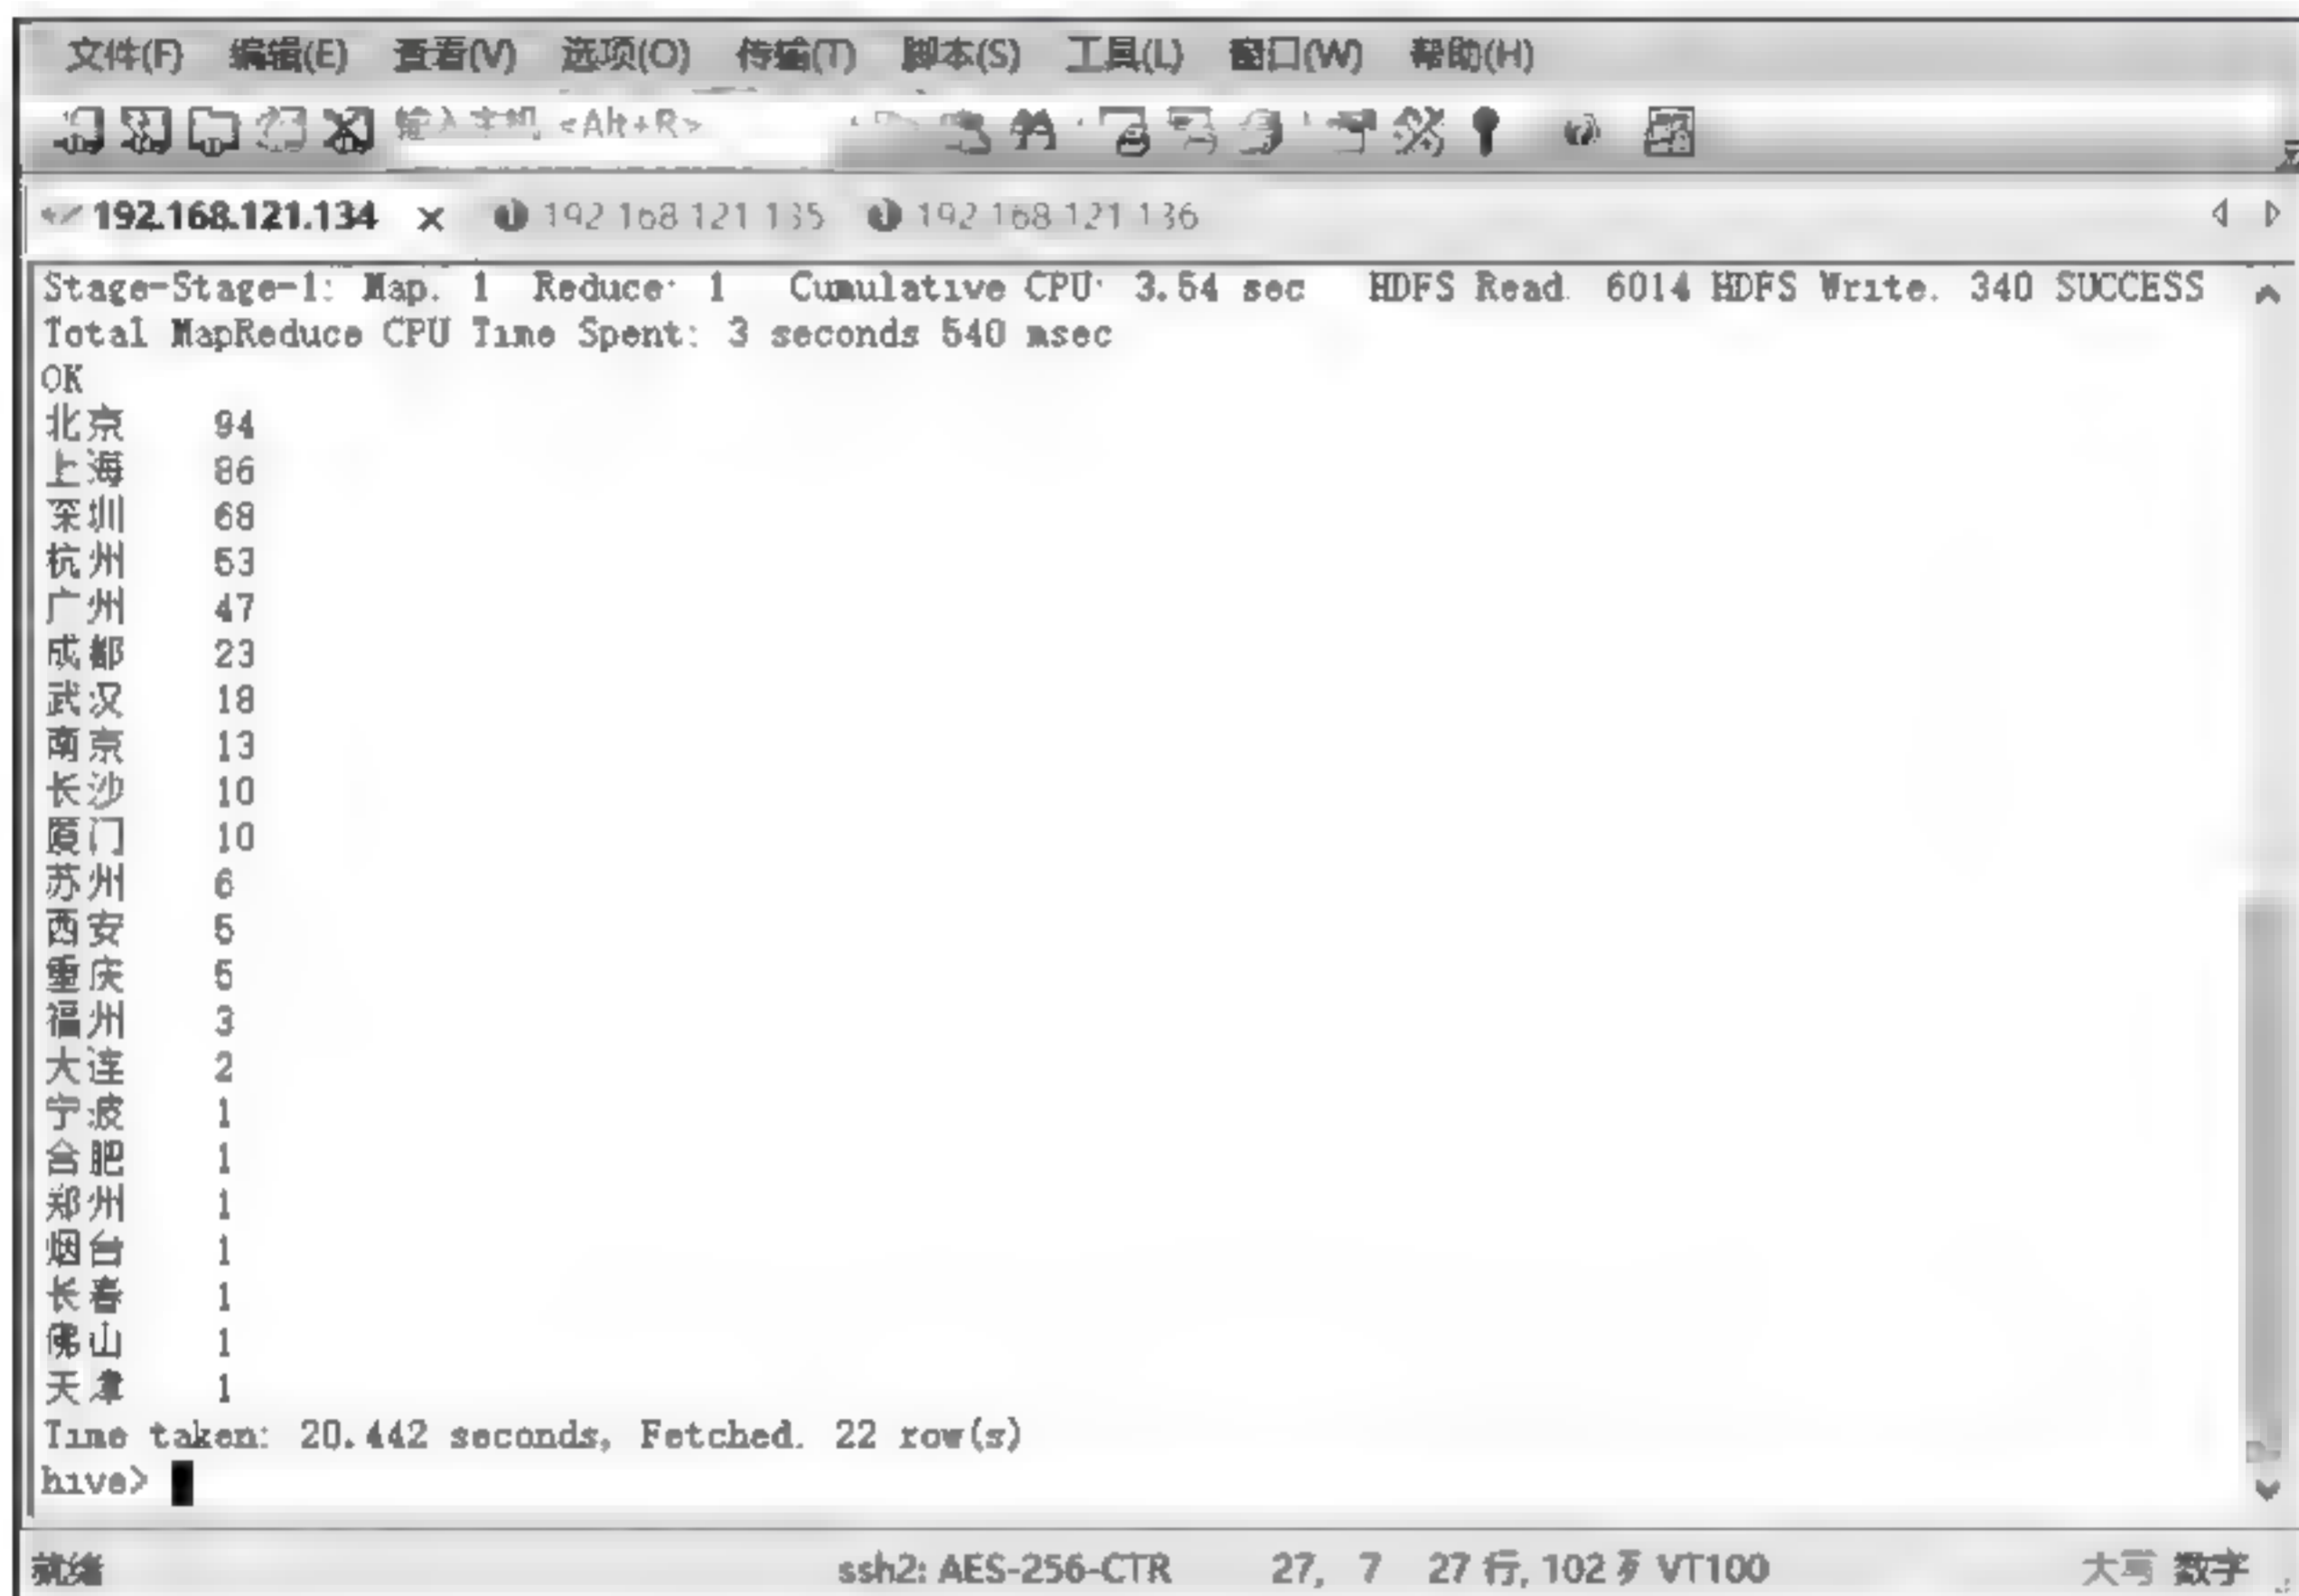 文件(F) 编辑(E) 查看(V) 选项(O) 传输(T) 脚本(S) 工具(L) 窗口(W) 帮助(H)
输入主机 <Alt+R>
192.168.121.134 192.168.121.135 192.168.121.136
Stage-Stage-1: Map: 1 Reduce: 1 Cumulative CPU: 3.54 sec HDFS Read: 6014 HDFS Write: 340 SUCCESS
Total MapReduce CPU Time Spent: 3 seconds 540 msec
OK
北京 94
上海 86
深圳 68
杭州 53
广州 47
成都 23
武汉 18
南京 13
长沙 10
厦门 10
苏州 6
西安 5
重庆 5
福州 3
大连 2
宁波 1
合肥 1
郑州 1
烟台 1
长春 1
佛山 1
天津 1
Time taken: 20.442 seconds, Fetched: 22 row(s)
hive>
就绪 ssh2: AES-256-CTR 27, 7 27 行, 102 列 VT100 大写 数字